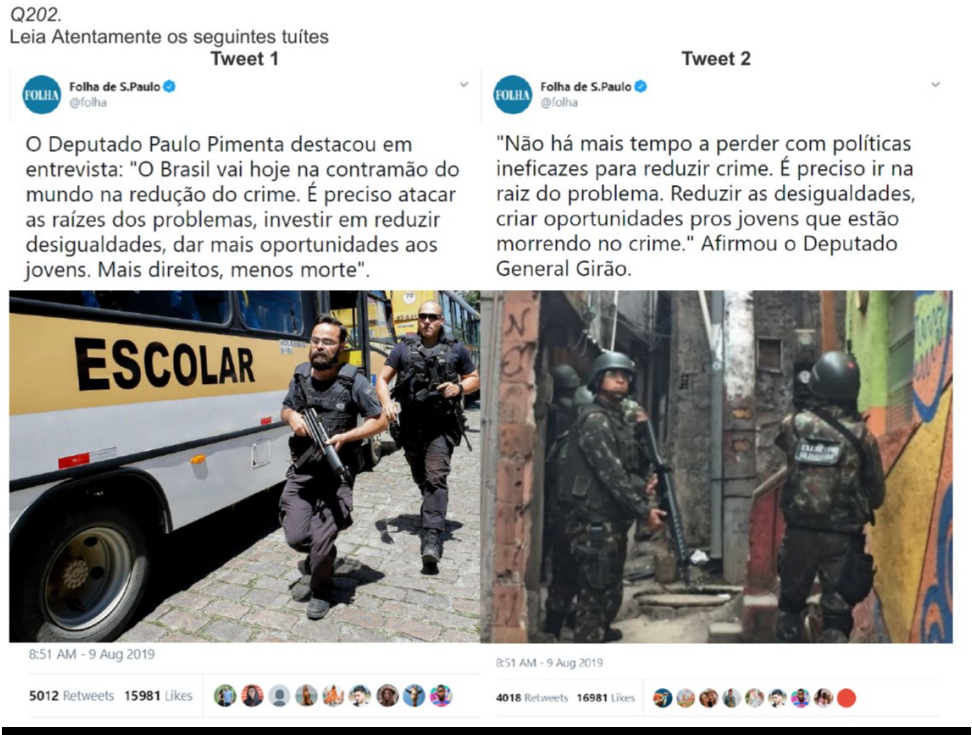 Q202.
Leia Atentamente os seguintes tuítes
Tweet 1
FOLHA
Folha de S.Paulo
@folha
O Deputado Paulo Pimenta destacou em
entrevista: "O Brasil vai hoje na contramão do
mundo na redução do crime. É preciso atacar
as raízes dos problemas, investir em reduzir
desigualdades, dar mais oportunidades aos
jovens. Mais direitos, menos morte".
ESCOLAR
8:51 AM - 9 Aug 2019
5012 Retweets 15981 Likes
Tweet 2
FOLHA
Folha de S.Paulo
@folha
"Não há mais tempo a perder com políticas
ineficazes para reduzir crime. É preciso ir na
raiz do problema. Reduzir as desigualdades,
criar oportunidades pros jovens que estão
morrendo no crime." Afirmou o Deputado
General Girão.
8:51 AM - 9 Aug 2019
4018 Retweets 16981 Likes